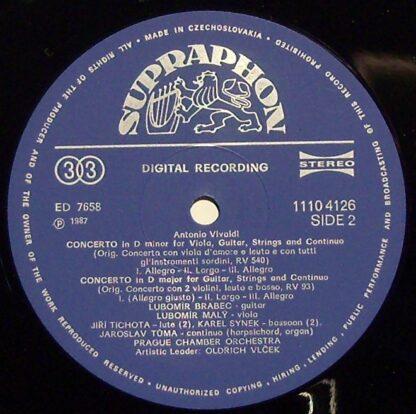 • MADE IN CZECHOSLOVAKIA • ALL RIGHTS OF THE PRODUCER AND OF THE OWNER OF THE WORK REPRODUCED RESERVED • UNAUTHORIZED COPYING • HIRING • LENDING • PUBLIC PERFORMANCE AND BROADCASTING OF THIS RECORD PROHIBITED
SUPRAPHON
33 DIGITAL RECORDING STEREO
ED 7658 1110 4126
Ⓟ 1987 SIDE 2
Antonio Vivaldi
CONCERTO in D minor for Viola, Guitar, Strings and Continuo
(Orig. Concerto con viola d'amore e leuto e con tutti
gl'instromenti sordini, RV 540)
I. Allegro - II. Largo - III. Allegro
CONCERTO in D major for Guitar, Strings and Continuo
(Orig. Concerto con 2 violini, leuto e basso, RV 93)
I. (Allegro giusto) - II. Largo - III. Allegro
LUBOMÍR BRABEC - guitar
LUBOMÍR MALÝ - viola
JIŘÍ TICHOTA - lute (2), KAREL SYNEK - bassoon (2),
JAROSLAV TŮMA - continuo (harpsichord, organ)
PRAGUE CHAMBER ORCHESTRA
Artistic Leader: OLDŘICH VLČEK